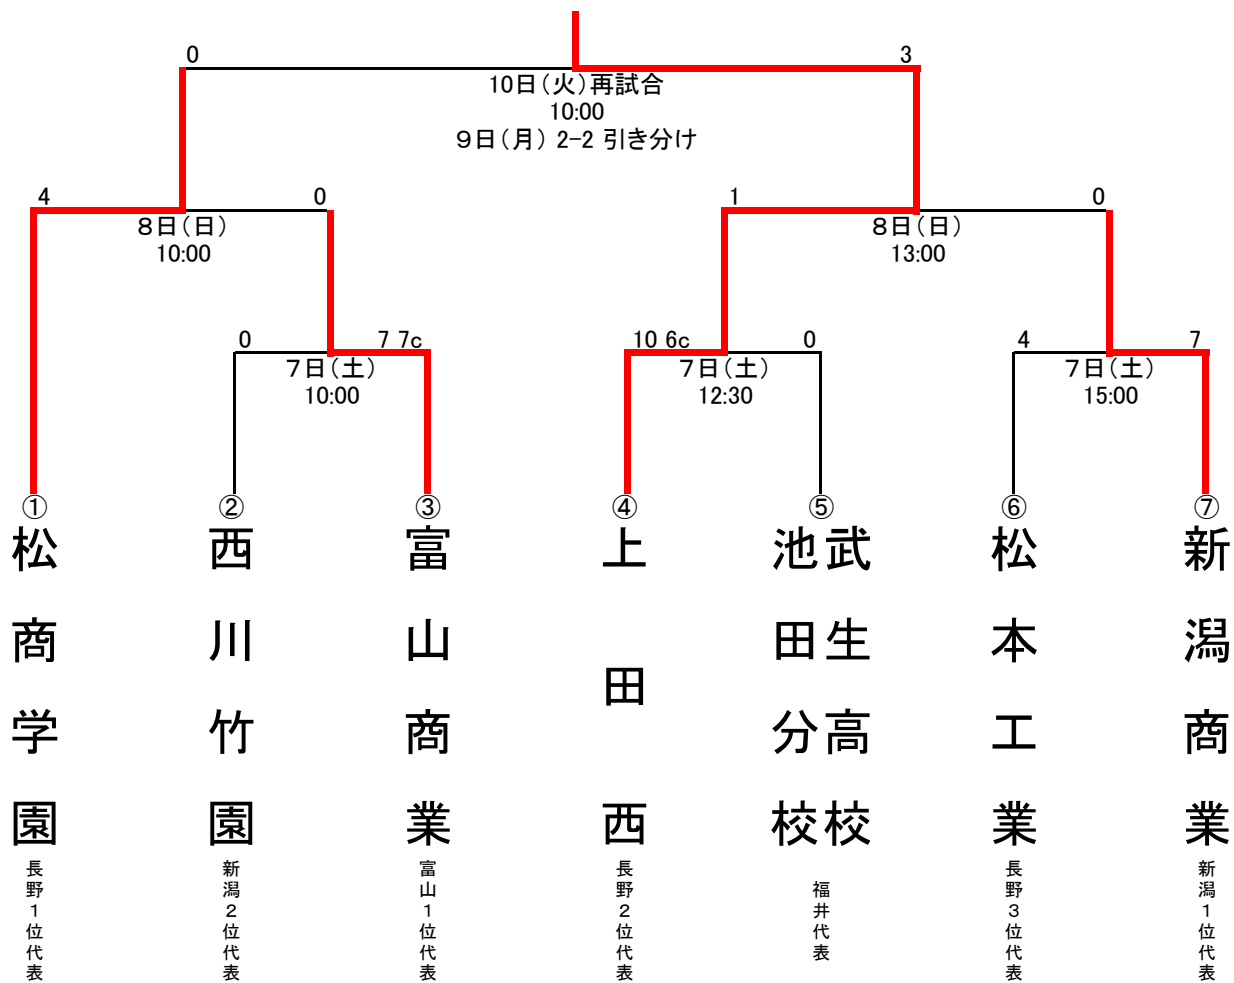 0
3
10日(火)再試合
10:00
9日(月) 2-2 引き分け
4
0
8日(日)
10:00
1
0
8日(日)
13:00
0
7 7c
7日(土)
10:00
10 6c
0
7日(土)
12:30
4
7
7日(土)
15:00
①
松商学園
長野1位代表
②
西川竹園
新潟2位代表
③
富山商業
富山1位代表
④
上田西
長野2位代表
⑤
武生高校
池田分校
福井代表
⑥
松本工業
長野3位代表
⑦
新潟商業
新潟1位代表